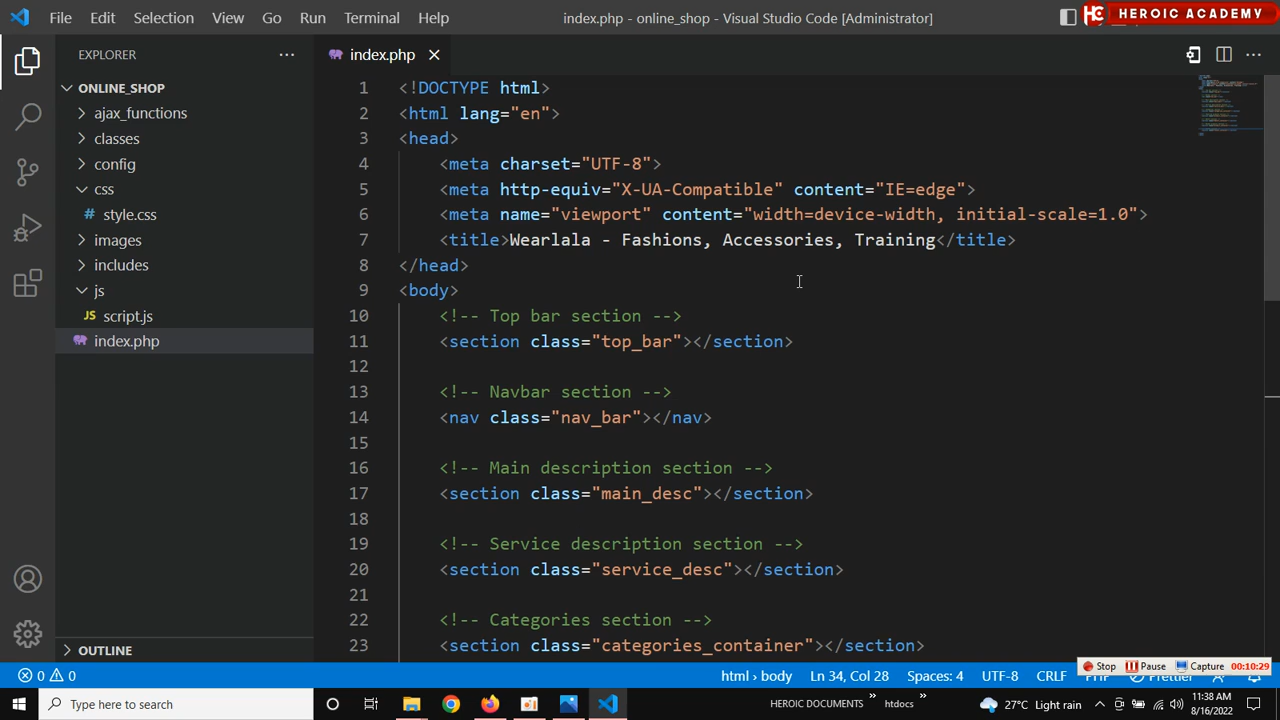 File Edit Selection View Go Run Terminal Help
index.php - online_shop - Visual Studio Code [Administrator]
HC HEROIC ACADEMY
EXPLORER
index.php
ONLINE_SHOP
ajax_functions
classes
config
css
# style.css
images
includes
js
JS script.js
index.php
OUTLINE
1 <!DOCTYPE html>
2 <html lang="en">
3 <head>
4 <meta charset="UTF-8">
5 <meta http-equiv="X-UA-Compatible" content="IE=edge">
6 <meta name="viewport" content="width=device-width, initial-scale=1.0">
7 <title>Wearlala - Fashions, Accessories, Training</title>
8 </head>
9 <body>
10 <!-- Top bar section -->
11 <section class="top_bar"></section>
12
13 <!-- Navbar section -->
14 <nav class="nav_bar"></nav>
15
16 <!-- Main description section -->
17 <section class="main_desc"></section>
18
19 <!-- Service description section -->
20 <section class="service_desc"></section>
21
22 <!-- Categories section -->
23 <section class="categories_container"></section>
Stop Pause Capture 00:10:29
0 0
html › body Ln 34, Col 28 Spaces: 4 UTF-8 CRLF PHP Prettier
Type here to search
HEROIC DOCUMENTS » htdocs »
27°C Light rain
11:38 AM
8/16/2022